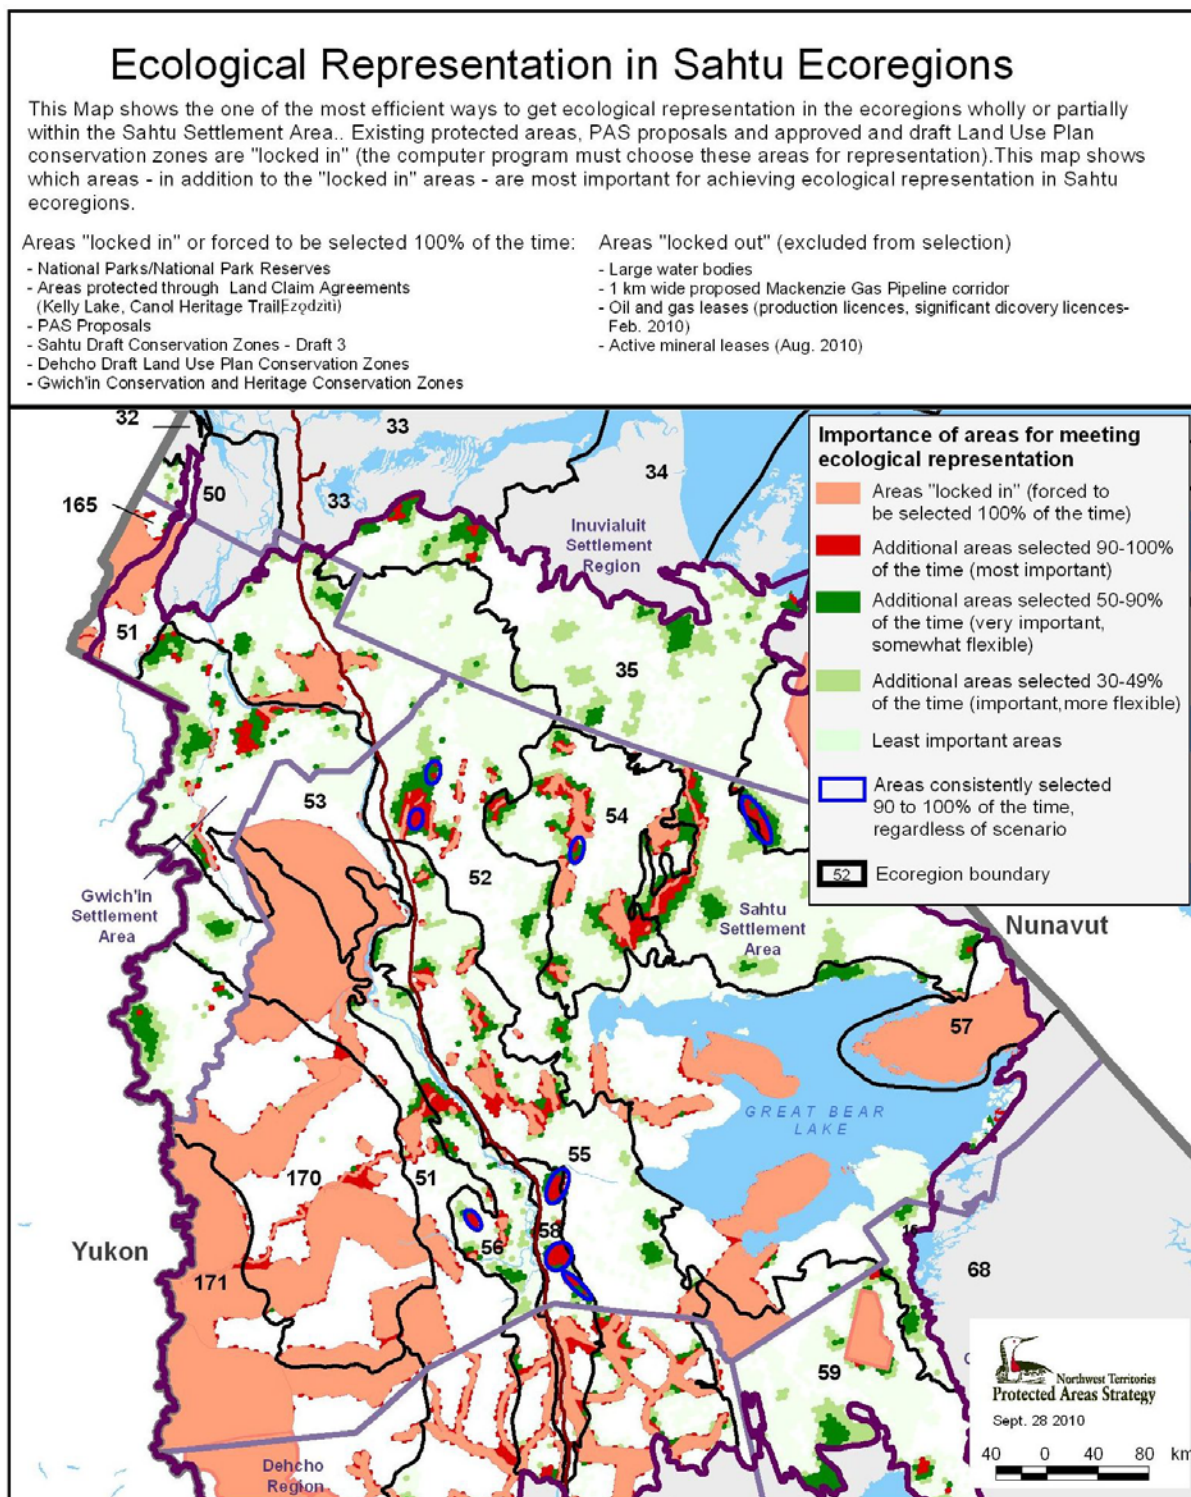 Ecological Representation in Sahtu Ecoregions
This Map shows the one of the most efficient ways to get ecological representation in the ecoregions wholly or partially
within the Sahtu Settlement Area.. Existing protected areas, PAS proposals and approved and draft Land Use Plan
conservation zones are "locked in" (the computer program must choose these areas for representation).This map shows
which areas - in addition to the "locked in" areas - are most important for achieving ecological representation in Sahtu
ecoregions.
Areas "locked in" or forced to be selected 100% of the time:
- National Parks/National Park Reserves
- Areas protected through Land Claim Agreements
(Kelly Lake, Canol Heritage Trail,Ezǫdzıtı)
- PAS Proposals
- Sahtu Draft Conservation Zones - Draft 3
- Dehcho Draft Land Use Plan Conservation Zones
- Gwich'in Conservation and Heritage Conservation Zones
Areas "locked out" (excluded from selection)
- Large water bodies
- 1 km wide proposed Mackenzie Gas Pipeline corridor
- Oil and gas leases (production licences, significant dicovery licences-
Feb. 2010)
- Active mineral leases (Aug. 2010)
Importance of areas for meeting
ecological representation
Areas "locked in" (forced to
be selected 100% of the time)
Additional areas selected 90-100%
of the time (most important)
Additional areas selected 50-90%
of the time (very important,
somewhat flexible)
Additional areas selected 30-49%
of the time (important,more flexible)
Least important areas
Areas consistently selected
90 to 100% of the time,
regardless of scenario
52 Ecoregion boundary
32
33
34
165
50
33
Inuvialuit
Settlement
Region
51
35
53
54
52
Gwich'in
Settlement
Area
Sahtu
Settlement
Area
Nunavut
57
GREAT BEAR
LAKE
55
170
51
58
56
Yukon
171
68
59
Dehcho
Region
Northwest Territories
Protected Areas Strategy
Sept. 28 2010
40 0 40 80 km